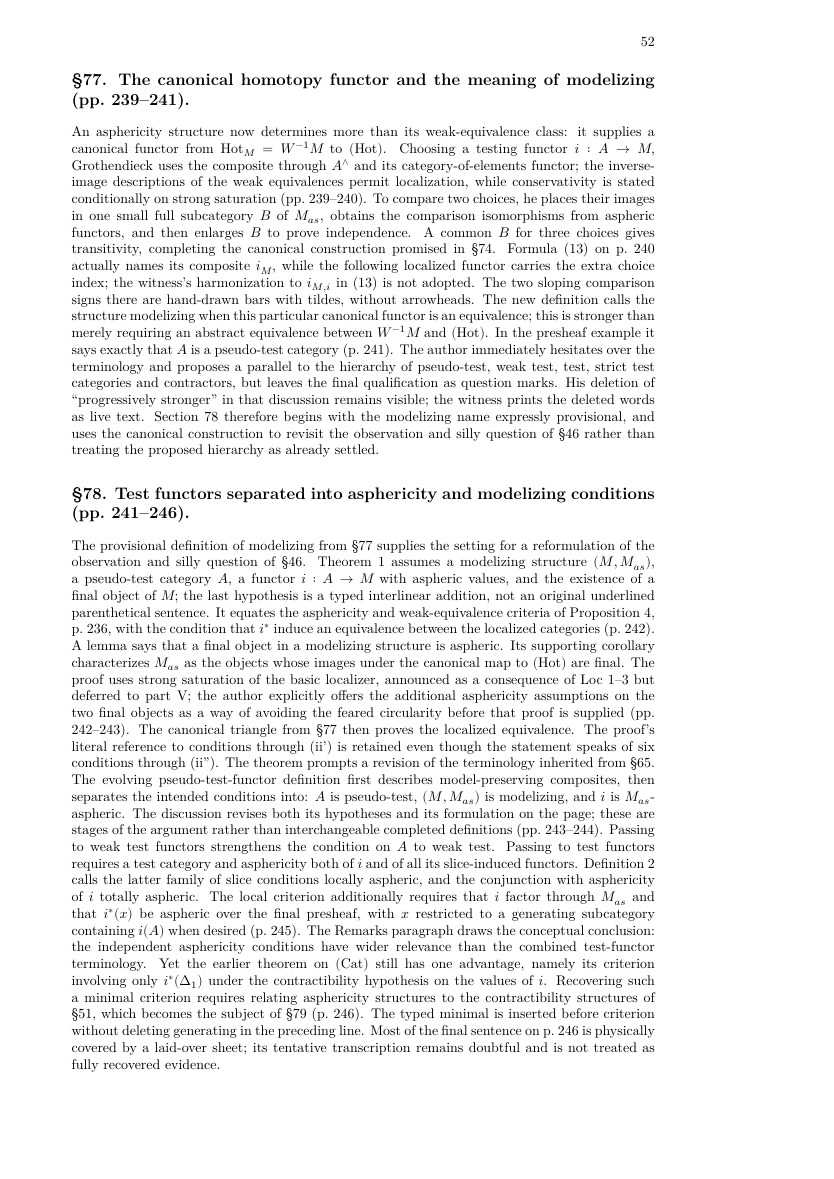 52
§77. The canonical homotopy functor and the meaning of modelizing
(pp. 239–241).
An asphericity structure now determines more than its weak-equivalence class: it supplies a
canonical functor from Hot_M = W⁻¹M to (Hot). Choosing a testing functor i : A → M,
Grothendieck uses the composite through A^∧ and its category-of-elements functor; the inverse-
image descriptions of the weak equivalences permit localization, while conservativity is stated
conditionally on strong saturation (pp. 239–240). To compare two choices, he places their images
in one small full subcategory B of M_as, obtains the comparison isomorphisms from aspheric
functors, and then enlarges B to prove independence. A common B for three choices gives
transitivity, completing the canonical construction promised in §74. Formula (13) on p. 240
actually names its composite i_M, while the following localized functor carries the extra choice
index; the witness's harmonization to i_{M,i} in (13) is not adopted. The two sloping comparison
signs there are hand-drawn bars with tildes, without arrowheads. The new definition calls the
structure modelizing when this particular canonical functor is an equivalence; this is stronger than
merely requiring an abstract equivalence between W⁻¹M and (Hot). In the presheaf example it
says exactly that A is a pseudo-test category (p. 241). The author immediately hesitates over the
terminology and proposes a parallel to the hierarchy of pseudo-test, weak test, test, strict test
categories and contractors, but leaves the final qualification as question marks. His deletion of
“progressively stronger” in that discussion remains visible; the witness prints the deleted words
as live text. Section 78 therefore begins with the modelizing name expressly provisional, and
uses the canonical construction to revisit the observation and silly question of §46 rather than
treating the proposed hierarchy as already settled.
§78. Test functors separated into asphericity and modelizing conditions
(pp. 241–246).
The provisional definition of modelizing from §77 supplies the setting for a reformulation of the
observation and silly question of §46. Theorem 1 assumes a modelizing structure (M, M_as),
a pseudo-test category A, a functor i : A → M with aspheric values, and the existence of a
final object of M; the last hypothesis is a typed interlinear addition, not an original underlined
parenthetical sentence. It equates the asphericity and weak-equivalence criteria of Proposition 4,
p. 236, with the condition that i* induce an equivalence between the localized categories (p. 242).
A lemma says that a final object in a modelizing structure is aspheric. Its supporting corollary
characterizes M_as as the objects whose images under the canonical map to (Hot) are final. The
proof uses strong saturation of the basic localizer, announced as a consequence of Loc 1–3 but
deferred to part V; the author explicitly offers the additional asphericity assumptions on the
two final objects as a way of avoiding the feared circularity before that proof is supplied (pp.
242–243). The canonical triangle from §77 then proves the localized equivalence. The proof's
literal reference to conditions through (ii') is retained even though the statement speaks of six
conditions through (ii”). The theorem prompts a revision of the terminology inherited from §65.
The evolving pseudo-test-functor definition first describes model-preserving composites, then
separates the intended conditions into: A is pseudo-test, (M, M_as) is modelizing, and i is M_as-
aspheric. The discussion revises both its hypotheses and its formulation on the page; these are
stages of the argument rather than interchangeable completed definitions (pp. 243–244). Passing
to weak test functors strengthens the condition on A to weak test. Passing to test functors
requires a test category and asphericity both of i and of all its slice-induced functors. Definition 2
calls the latter family of slice conditions locally aspheric, and the conjunction with asphericity
of i totally aspheric. The local criterion additionally requires that i factor through M_as and
that i*(x) be aspheric over the final presheaf, with x restricted to a generating subcategory
containing i(A) when desired (p. 245). The Remarks paragraph draws the conceptual conclusion:
the independent asphericity conditions have wider relevance than the combined test-functor
terminology. Yet the earlier theorem on (Cat) still has one advantage, namely its criterion
involving only i*(Δ₁) under the contractibility hypothesis on the values of i. Recovering such
a minimal criterion requires relating asphericity structures to the contractibility structures of
§51, which becomes the subject of §79 (p. 246). The typed minimal is inserted before criterion
without deleting generating in the preceding line. Most of the final sentence on p. 246 is physically
covered by a laid-over sheet; its tentative transcription remains doubtful and is not treated as
fully recovered evidence.